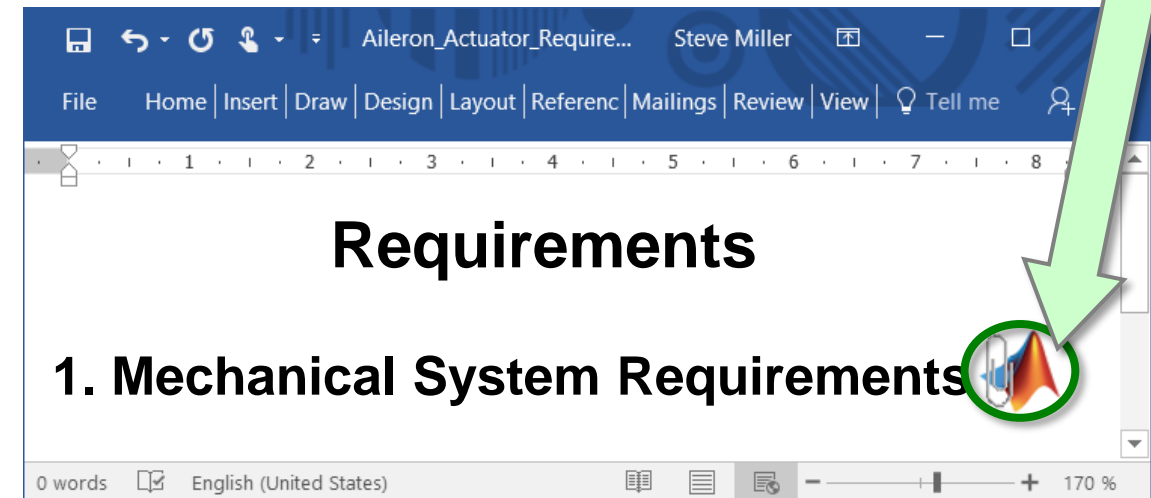 Aileron_Actuator_Require... Steve Miller
File Home Insert Draw Design Layout Referenc Mailings Review View Tell me
1 2 3 4 5 6 7 8
Requirements
1. Mechanical System Requirements
0 words English (United States) 170 %